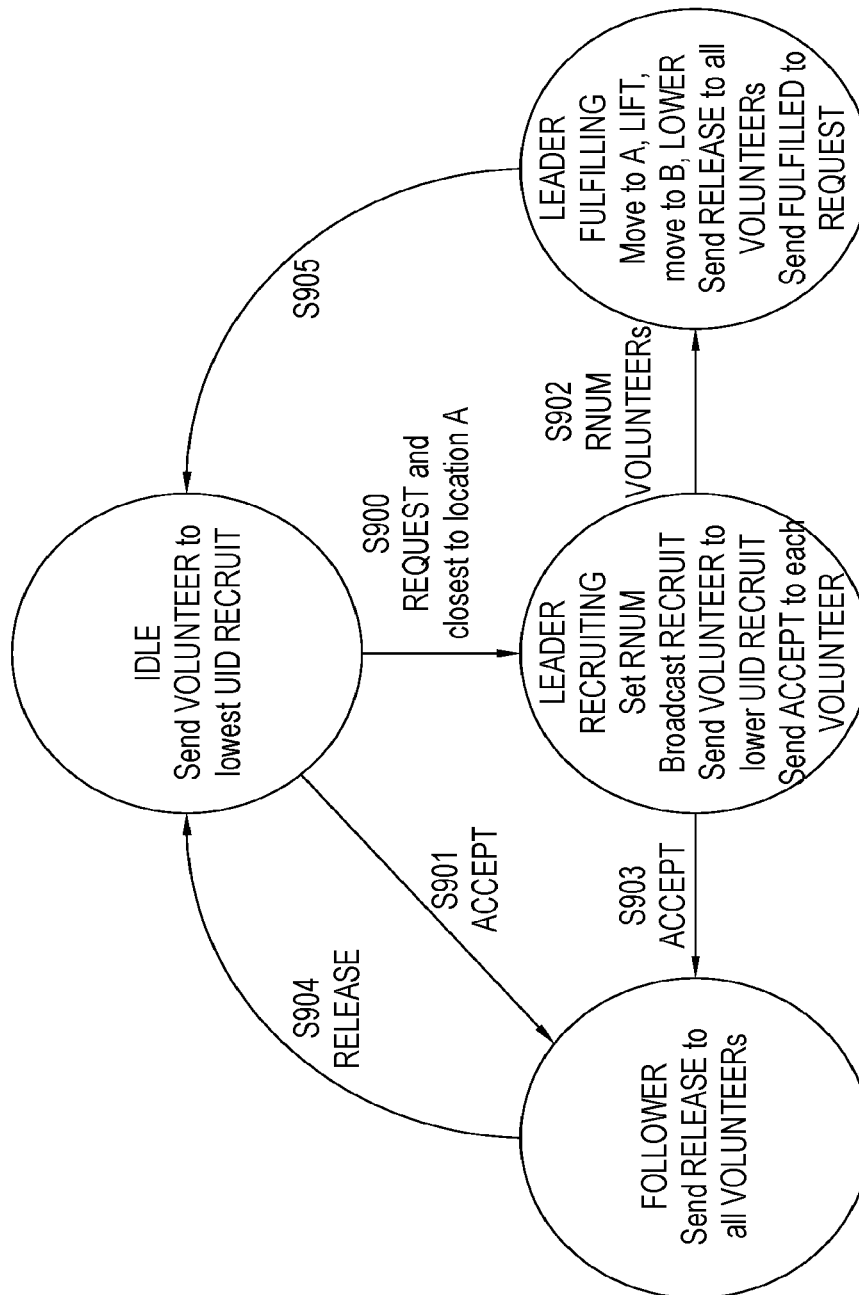 IDLE
Send VOLUNTEER to
lowest UID RECRUIT
S904
RELEASE
S901
ACCEPT
S900
REQUEST and
closest to location A
S905
FOLLOWER
Send RELEASE to
all VOLUNTEERs
S903
ACCEPT
LEADER
RECRUITING
Set RNUM
Broadcast RECRUIT
Send VOLUNTEER to
lower UID RECRUIT
Send ACCEPT to each
VOLUNTEER
S902
RNUM
VOLUNTEERs
LEADER
FULFILLING
Move to A, LIFT,
move to B, LOWER
Send RELEASE to all
VOLUNTEERs
Send FULFILLED to
REQUEST